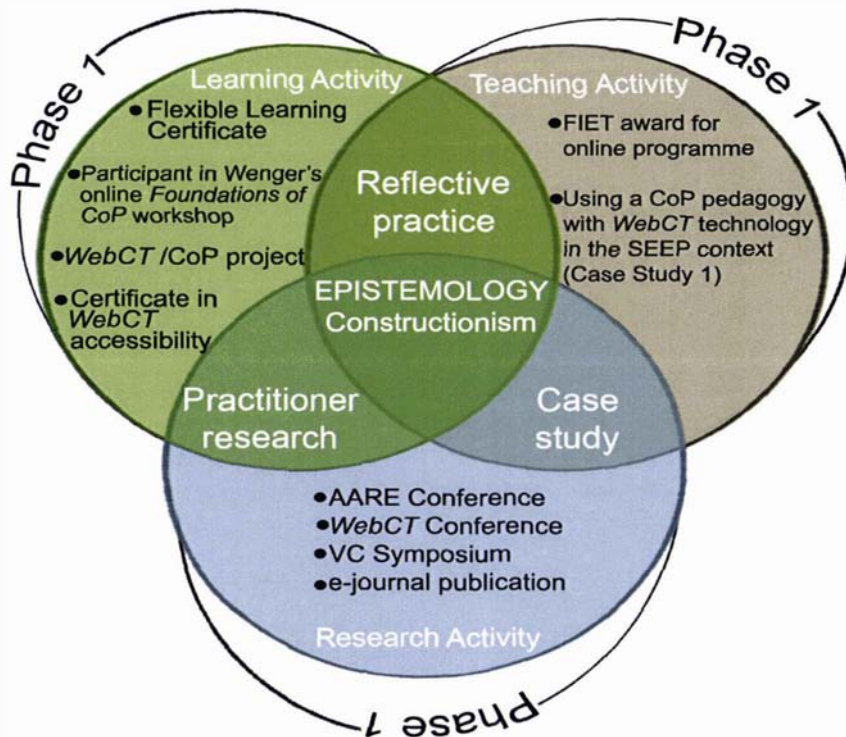 Phase 1
Learning Activity
●Flexible Learning
Certificate
●Participant in Wenger's
online Foundations of
CoP workshop
●WebCT /CoP project
●Certificate in
WebCT
accessibility
Phase 1
Teaching Activity
●FIET award for
online programme
●Using a CoP pedagogy
with WebCT technology
in the SEEP context
(Case Study 1)
Reflective
practice
EPISTEMOLOGY
Constructionism
Practitioner
research
Case
study
●AARE Conference
●WebCT Conference
●VC Symposium
●e-journal publication
Research Activity
Phase 1